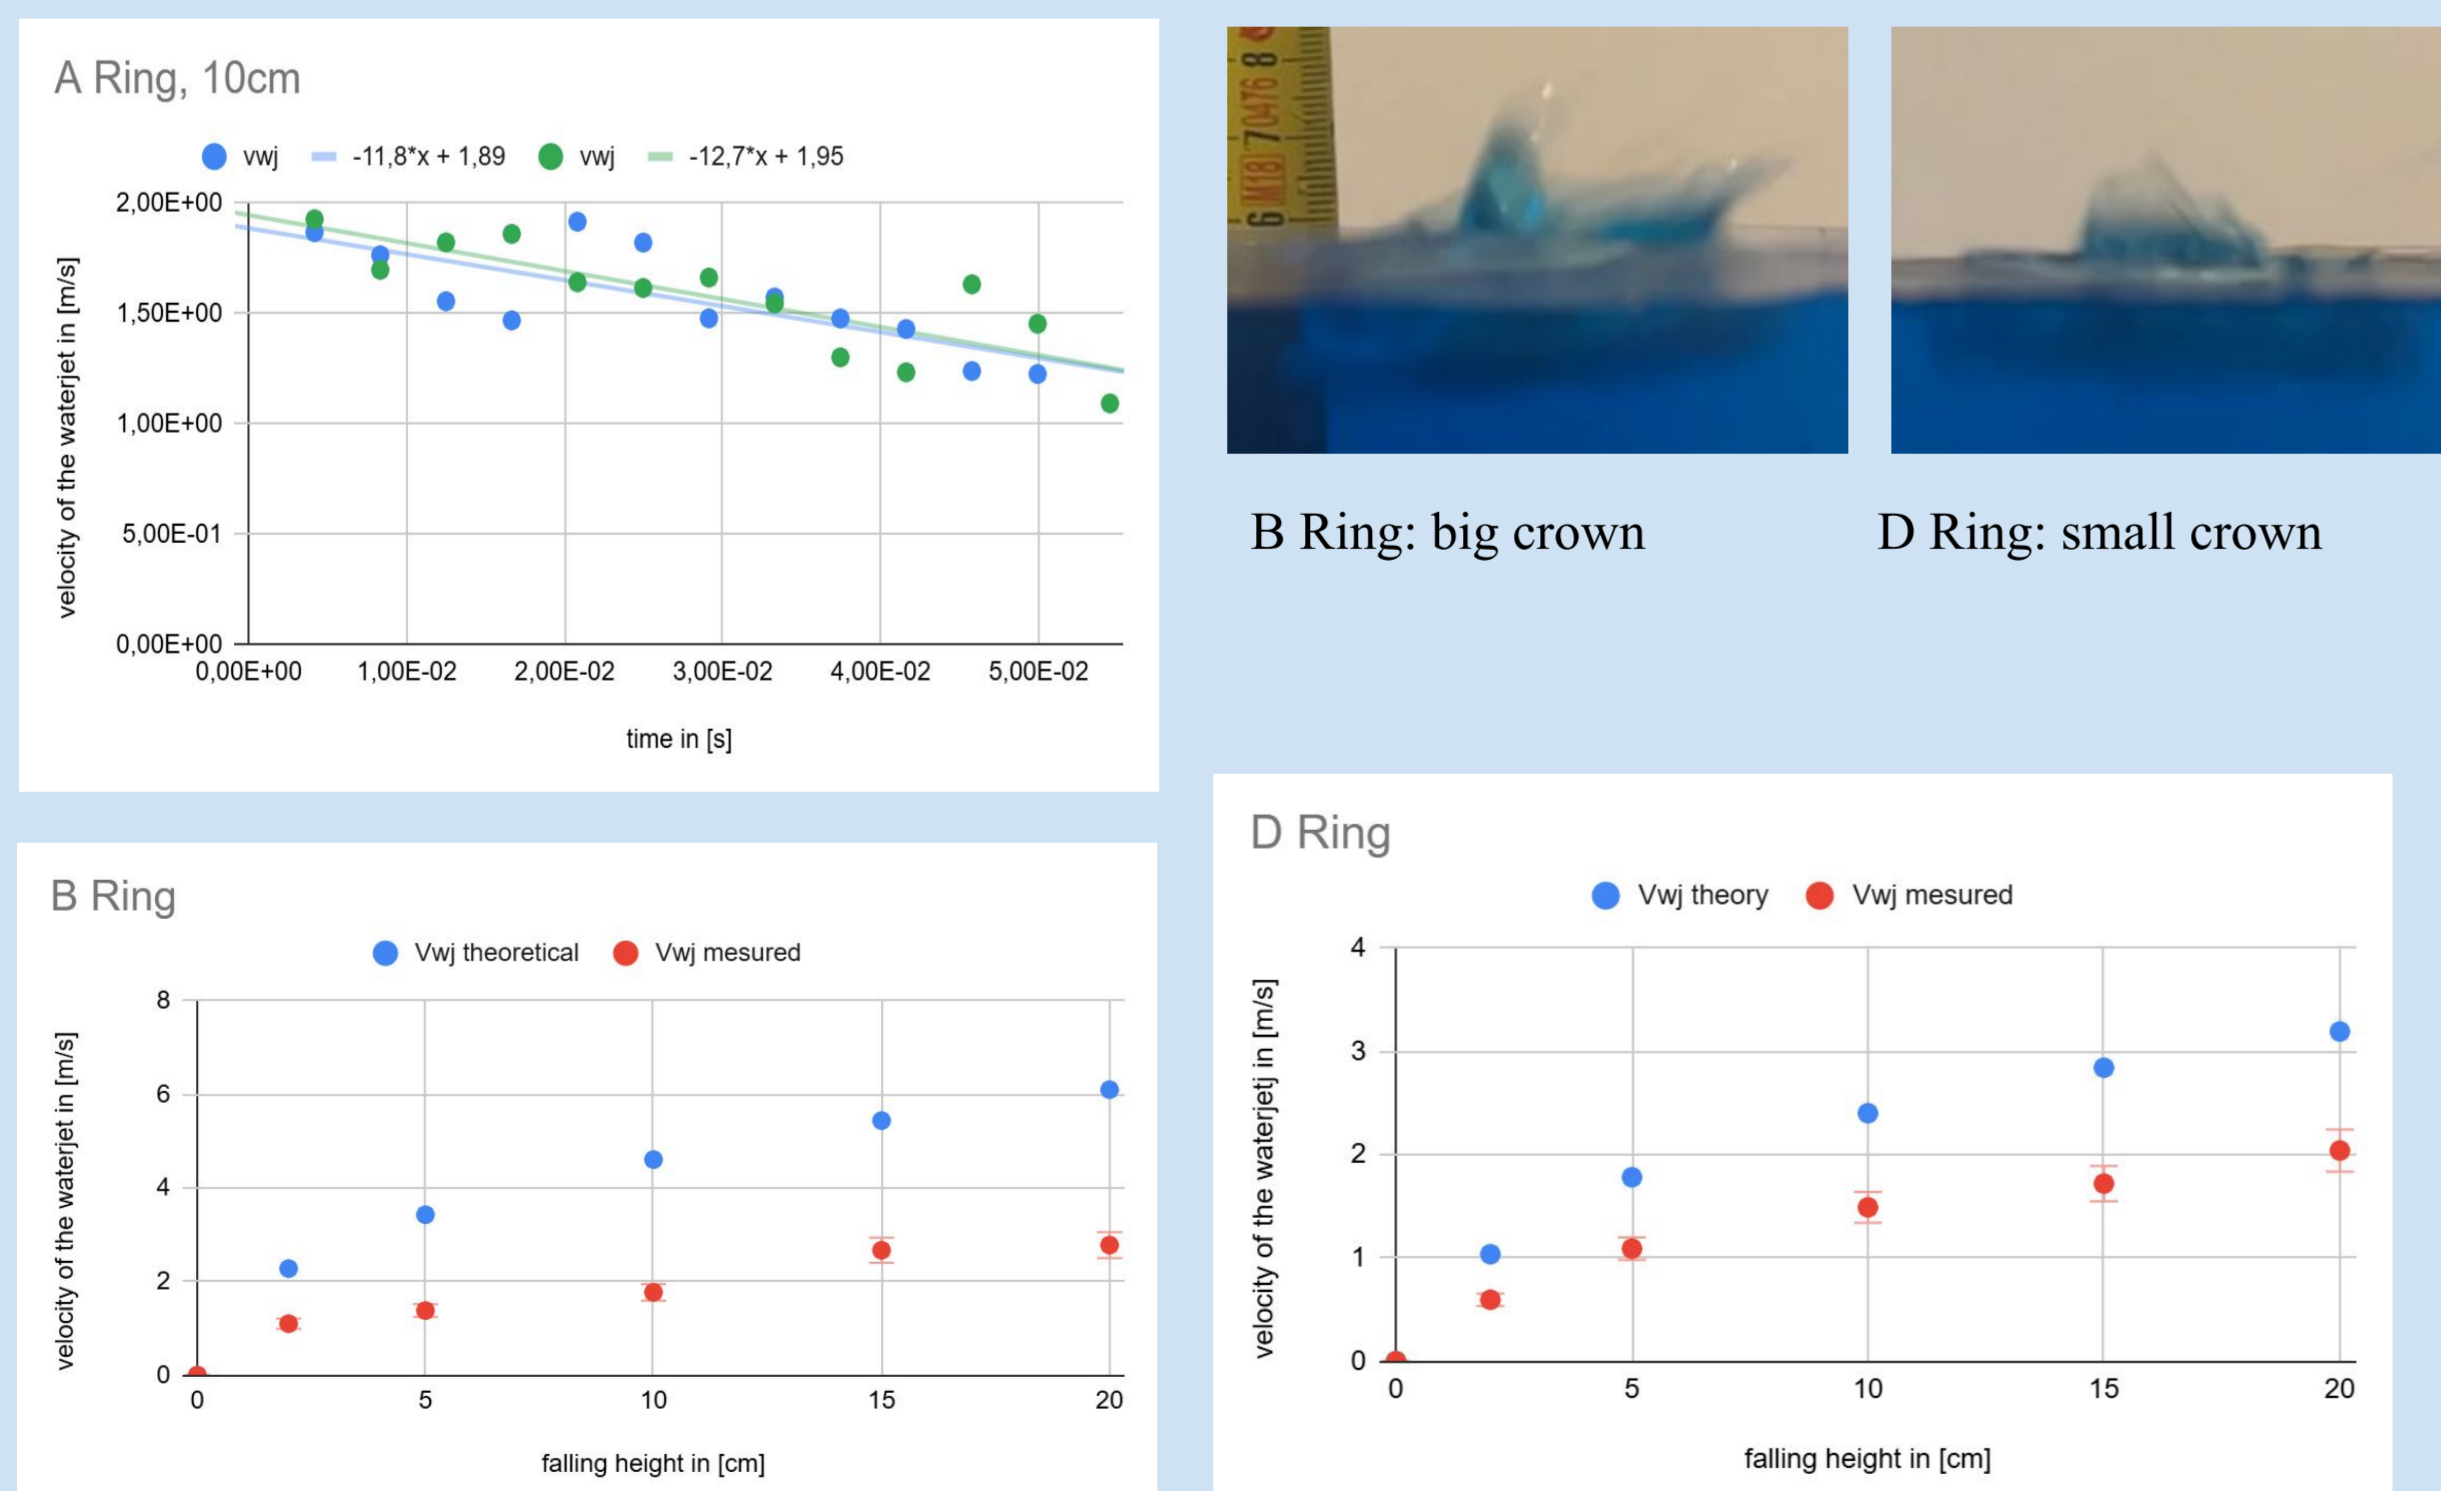 A Ring, 10cm
vwj -11,8*x + 1,89 vwj -12,7*x + 1,95
velocity of the waterjet in [m/s]
2,00E+00
1,50E+00
1,00E+00
5,00E-01
0,00E+00
0,00E+00 1,00E-02 2,00E-02 3,00E-02 4,00E-02 5,00E-02
time in [s]
6 M18 7 0476 8
B Ring: big crown
D Ring: small crown
B Ring
Vwj theoretical Vwj mesured
velocity of the waterjet in [m/s]
8
6
4
2
0
0 5 10 15 20
falling height in [cm]
D Ring
Vwj theory Vwj mesured
velocity of the waterjetj in [m/s]
4
3
2
1
0
0 5 10 15 20
falling height in [cm]